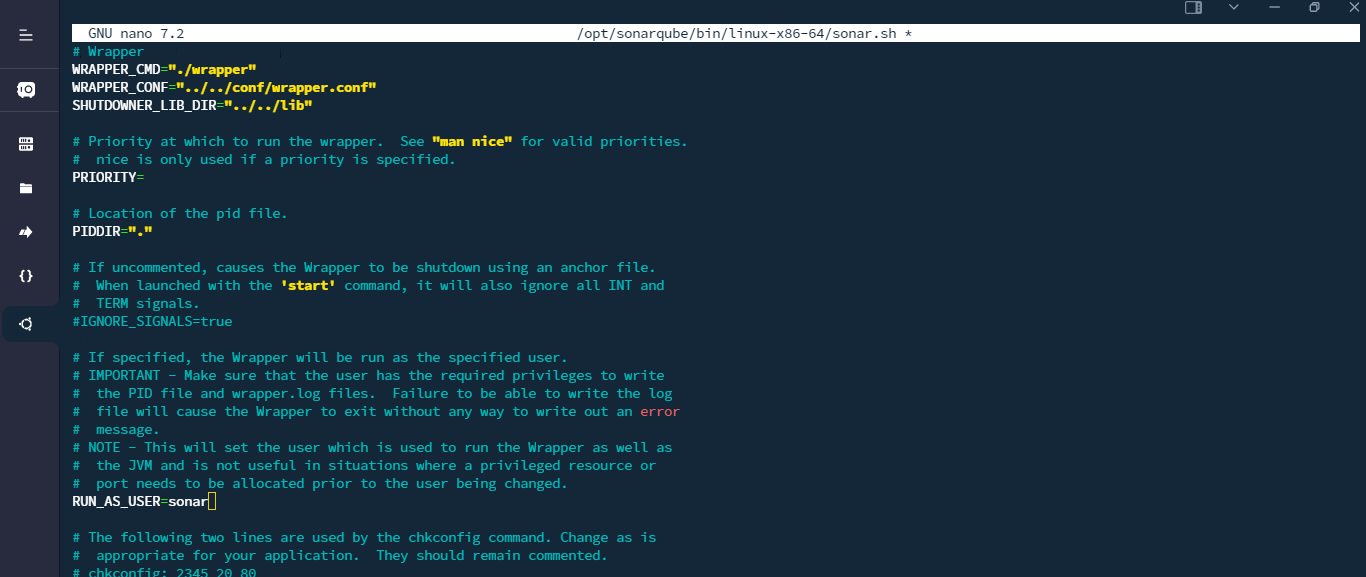 GNU nano 7.2 /opt/sonarqube/bin/linux-x86-64/sonar.sh *
# Wrapper
WRAPPER_CMD="./wrapper"
WRAPPER_CONF="../../conf/wrapper.conf"
SHUTDOWNER_LIB_DIR="../../lib"
# Priority at which to run the wrapper.  See "man nice" for valid priorities.
#  nice is only used if a priority is specified.
PRIORITY=
# Location of the pid file.
PIDDIR="."
# If uncommented, causes the Wrapper to be shutdown using an anchor file.
#  When launched with the 'start' command, it will also ignore all INT and
#  TERM signals.
#IGNORE_SIGNALS=true
# If specified, the Wrapper will be run as the specified user.
# IMPORTANT - Make sure that the user has the required privileges to write
#  the PID file and wrapper.log files.  Failure to be able to write the log
#  file will cause the Wrapper to exit without any way to write out an error
#  message.
# NOTE - This will set the user which is used to run the Wrapper as well as
#  the JVM and is not useful in situations where a privileged resource or
#  port needs to be allocated prior to the user being changed.
RUN_AS_USER=sonar
# The following two lines are used by the chkconfig command. Change as is
#  appropriate for your application.  They should remain commented.
# chkconfig: 2345 20 80